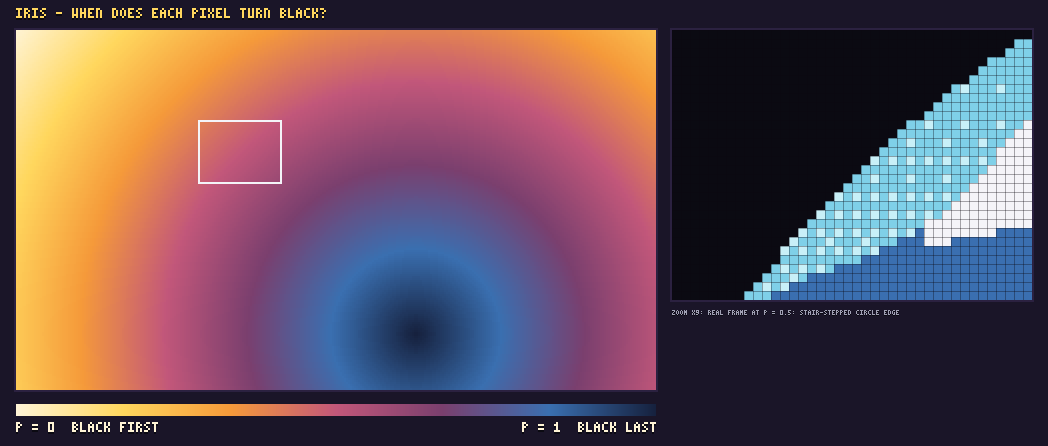 IRIS - WHEN DOES EACH PIXEL TURN BLACK?
ZOOM X9: REAL FRAME AT P = 0.5: STAIR-STEPPED CIRCLE EDGE
P = 0 BLACK FIRST
P = 1 BLACK LAST